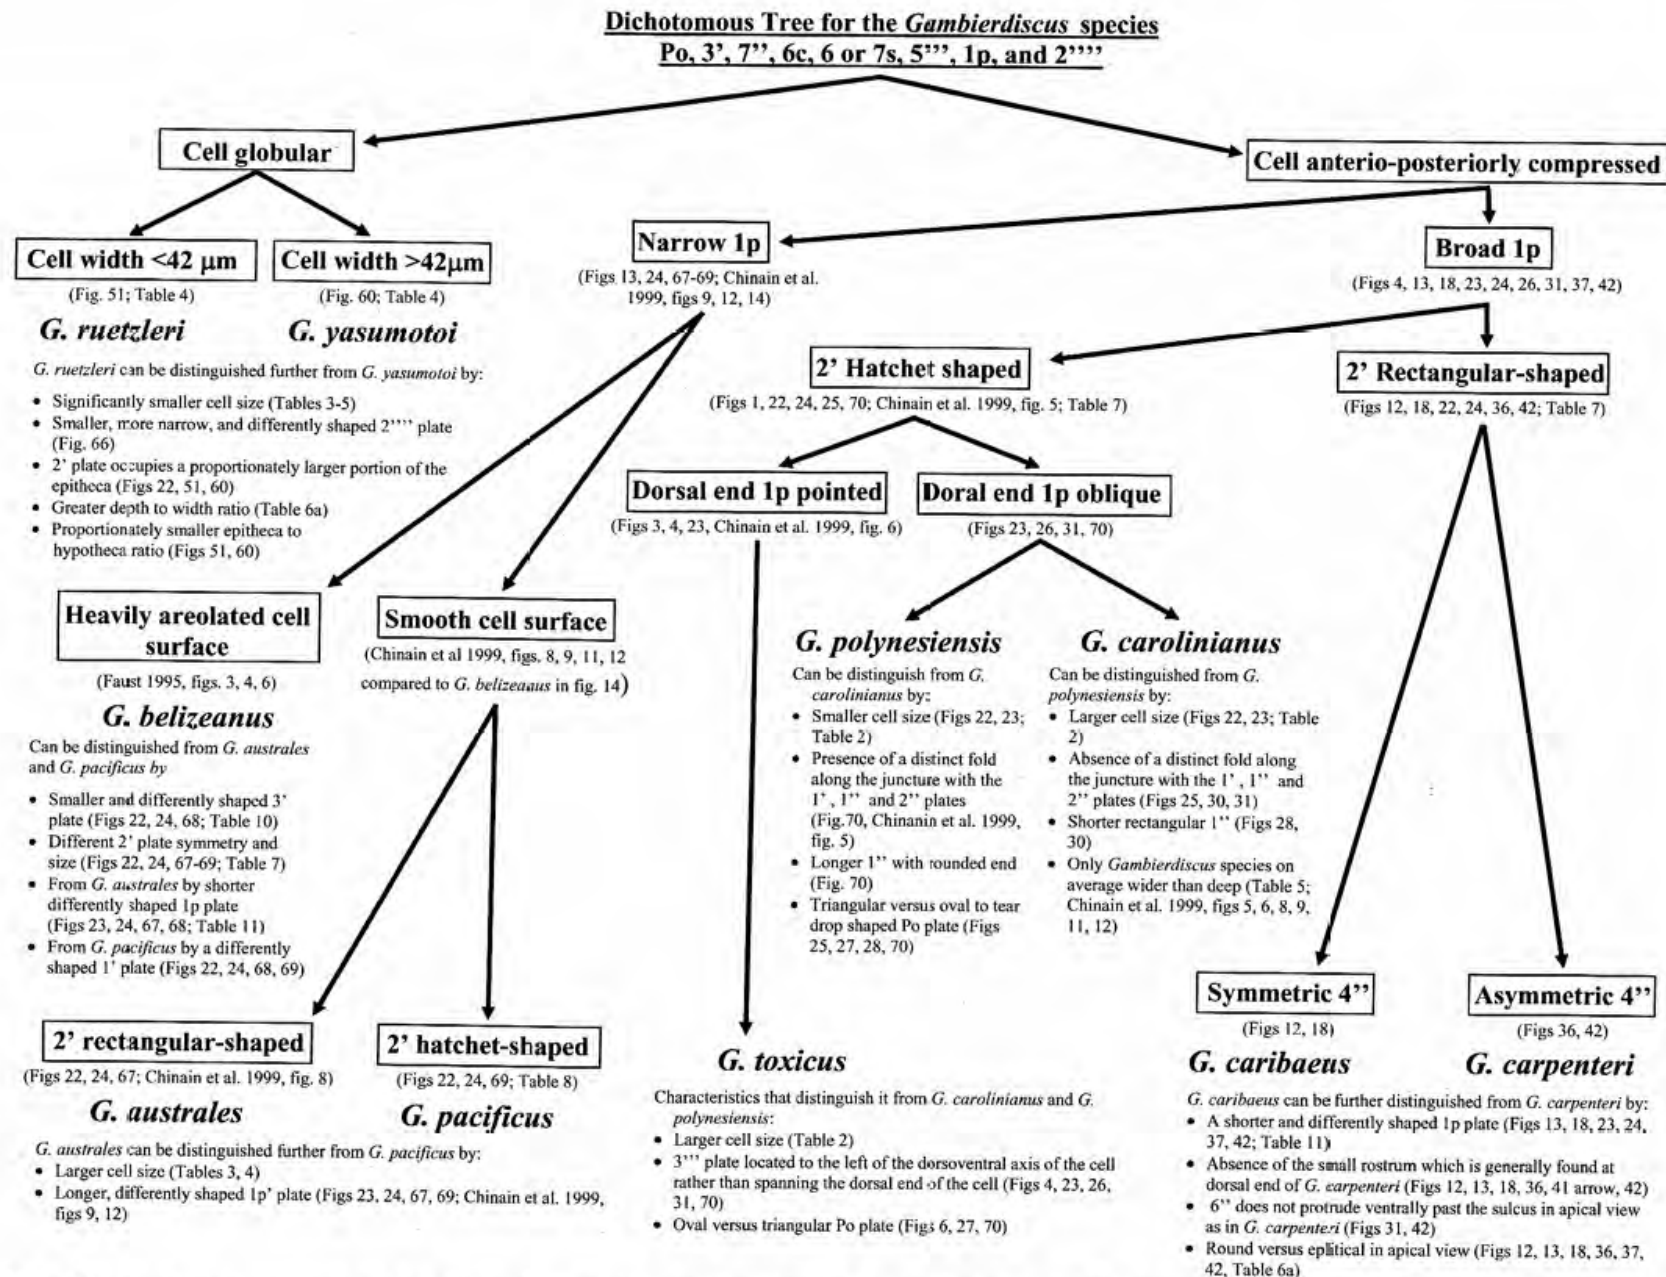 Dichotomous Tree for the Gambierdiscus species
Po, 3’, 7’’, 6c, 6 or 7s, 5’’’, 1p, and 2’’’’
Cell globular
Cell anterio-posteriorly compressed
Cell width <42 µm
(Fig. 51; Table 4)
G. ruetzleri
Cell width >42µm
(Fig. 60; Table 4)
G. yasumotoi
G. ruetzleri can be distinguished further from G. yasumotoi by:
• Significantly smaller cell size (Tables 3-5)
• Smaller, more narrow, and differently shaped 2’’’’ plate
(Fig. 66)
• 2’ plate occupies a proportionately larger portion of the
epitheca (Figs 22, 51, 60)
• Greater depth to width ratio (Table 6a)
• Proportionately smaller epitheca to
hypotheca ratio (Figs 51, 60)
Narrow 1p
(Figs 13, 24, 67-69; Chinain et al.
1999, figs 9, 12, 14)
Broad 1p
(Figs 4, 13, 18, 23, 24, 26, 31, 37, 42)
2’ Hatchet shaped
(Figs 1, 22, 24, 25, 70; Chinain et al. 1999, fig. 5; Table 7)
2’ Rectangular-shaped
(Figs 12, 18, 22, 24, 36, 42; Table 7)
Dorsal end 1p pointed
(Figs 3, 4, 23, Chinain et al. 1999, fig. 6)
Doral end 1p oblique
(Figs 23, 26, 31, 70)
Heavily areolated cell
surface
(Faust 1995, figs. 3, 4, 6)
G. belizeanus
Can be distinguished from G. australes
and G. pacificus by
• Smaller and differently shaped 3’
plate (Figs 22, 24, 68; Table 10)
• Different 2’ plate symmetry and
size (Figs 22, 24, 67-69; Table 7)
• From G. australes by shorter
differently shaped 1p plate
(Figs 23, 24, 67, 68; Table 11)
• From G. pacificus by a differently
shaped 1’ plate (Figs 22, 24, 68, 69)
Smooth cell surface
(Chinain et al 1999, figs. 8, 9, 11, 12
compared to G. belizeanus in fig. 14)
G. polynesiensis
Can be distinguish from G.
carolinianus by:
• Smaller cell size (Figs 22, 23;
Table 2)
• Presence of a distinct fold
along the juncture with the
1’, 1’’ and 2’’ plates
(Fig.70, Chinanin et al. 1999,
fig. 5)
• Longer 1’’ with rounded end
(Fig. 70)
• Triangular versus oval to tear
drop shaped Po plate (Figs
25, 27, 28, 70)
G. carolinianus
Can be distinguished from G.
polynesiensis by:
• Larger cell size (Figs 22, 23; Table
2)
• Absence of a distinct fold along
the juncture with the 1’, 1’’ and
2’’ plates (Figs 25, 30, 31)
• Shorter rectangular 1’’ (Figs 28,
30)
• Only Gambierdiscus species on
average wider than deep (Table 5;
Chinain et al. 1999, figs 5, 6, 8, 9,
11, 12)
2’ rectangular-shaped
(Figs 22, 24, 67; Chinain et al. 1999, fig. 8)
G. australes
2’ hatchet-shaped
(Figs 22, 24, 69; Table 8)
G. pacificus
G. australes can be distinguished further from G. pacificus by:
• Larger cell size (Tables 3, 4)
• Longer, differently shaped 1p’ plate (Figs 23, 24, 67, 69; Chinain et al. 1999,
figs 9, 12)
G. toxicus
Characteristics that distinguish it from G. carolinianus and G.
polynesiensis:
• Larger cell size (Table 2)
• 3’’’ plate located to the left of the dorsoventral axis of the cell
rather than spanning the dorsal end of the cell (Figs 4, 23, 26,
31, 70)
• Oval versus triangular Po plate (Figs 6, 27, 70)
Symmetric 4’’
(Figs 12, 18)
G. caribaeus
Asymmetric 4’’
(Figs 36, 42)
G. carpenteri
G. caribaeus can be further distinguished from G. carpenteri by:
• A shorter and differently shaped 1p plate (Figs 13, 18, 23, 24,
37, 42; Table 11)
• Absence of the small rostrum which is generally found at
dorsal end of G. carpenteri (Figs 12, 13, 18, 36, 41 arrow, 42)
• 6’’ does not protrude ventrally past the sulcus in apical view
as in G. carpenteri (Figs 31, 42)
• Round versus epllitical in apical view (Figs 12, 13, 18, 36, 37,
42, Table 6a)